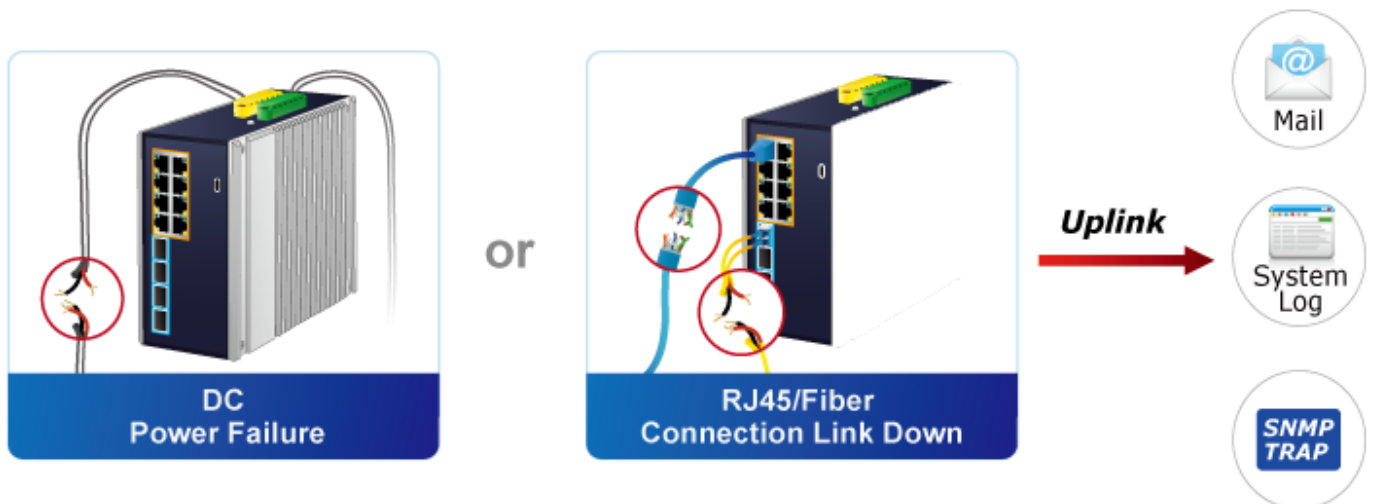 DC
Power Failure
or
RJ45/Fiber
Connection Link Down
Uplink
@
Mail
System
Log
SNMP
TRAP